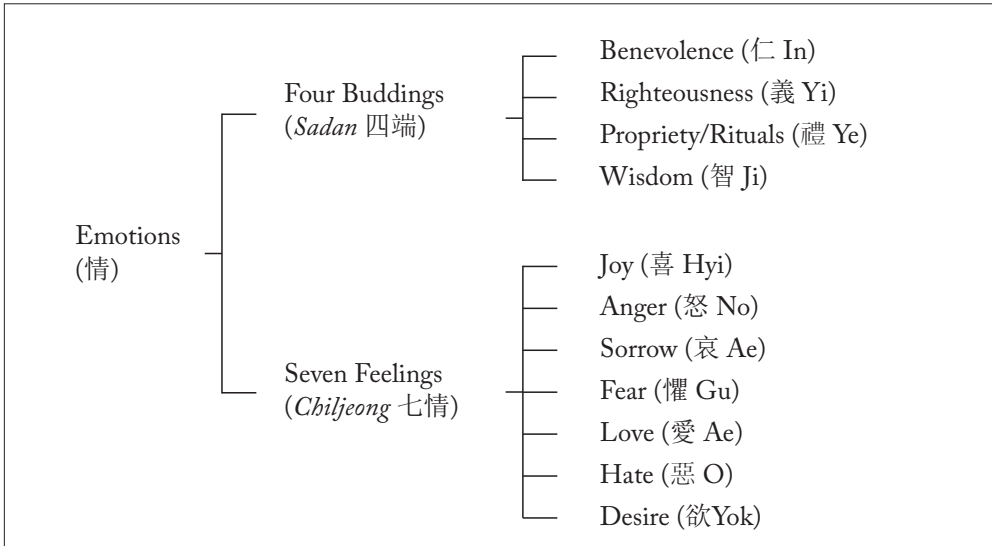 Emotions
(情)
Four Buddings
(Sadan 四端)
Benevolence (仁 In)
Righteousness (義 Yi)
Propriety/Rituals (禮 Ye)
Wisdom (智 Ji)
Seven Feelings
(Chiljeong 七情)
Joy (喜 Hyi)
Anger (怒 No)
Sorrow (哀 Ae)
Fear (懼 Gu)
Love (愛 Ae)
Hate (惡 O)
Desire (欲Yok)